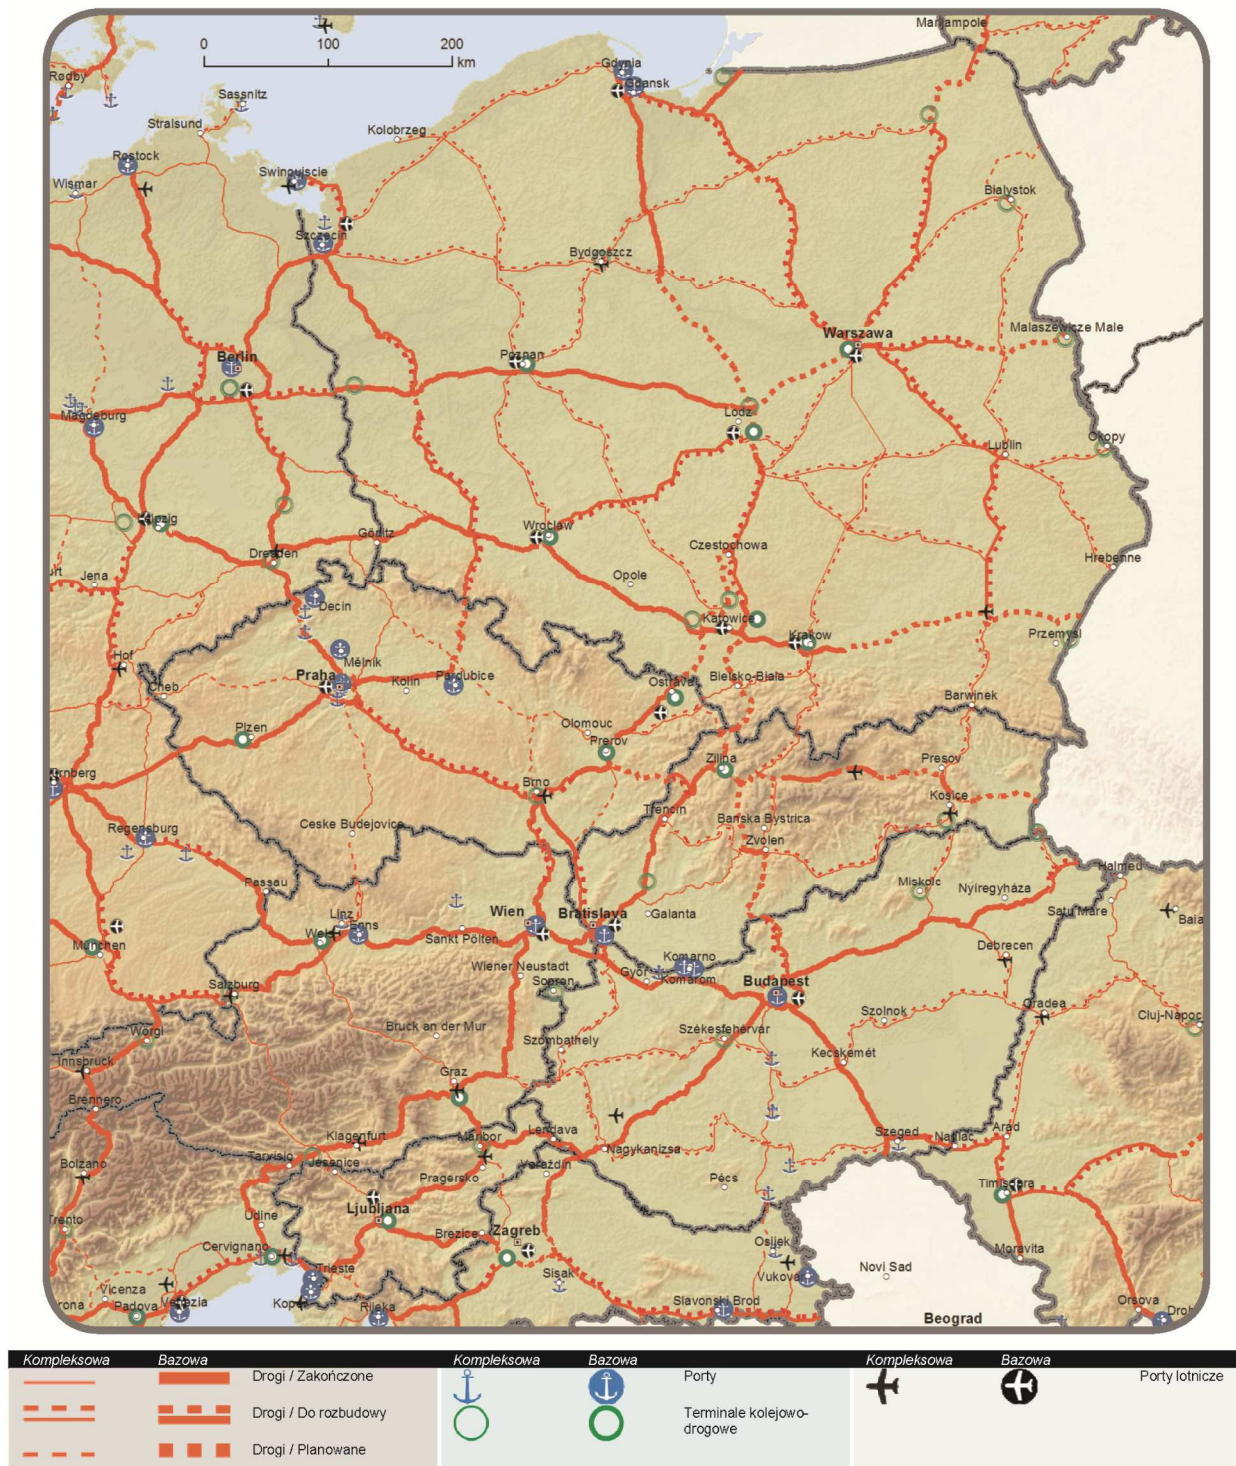 Marijampole
0 100 200
km
Rødby
Gdynia
Gdansk
Sassnitz
Stralsund
Kolobrzeg
Rostock
Swinoujscie
Wismar
Bialystok
Szczecin
Bydgoszcz
Malaszewicze Male
Warszawa
Berlin
Poznan
Magdeburg
Lodz
Okopy
Lublin
Leipzig
Wroclaw
Görlitz
Czestochowa
Dresden
Hrebenne
Jena
Opole
Decin
Katowice
Krakow
Przemysl
Hof
Mělník
Praha
Kolin
Pardubice
Ostrava
Bielsko-Biala
Cheb
Barwinek
Plzen
Olomouc
Prerov
Zilina
Presov
Brno
Kosice
Trencin
Banska Bystrica
Regensburg
Ceske Budejovice
Zvolen
Halmeu
Passau
Miskolc
Nyíregyháza
Linz
Wien
Bratislava
Galanta
Satu Mare
Baia
Enns
Wels
Sankt Pölten
München
Debrecen
Komarno
Wiener Neustadt
Györ
Komarom
Budapest
Salzburg
Sopron
Oradea
Szolnok
Cluj-Napoc
Wörgl
Bruck an der Mur
Székesfehérvár
Szombathely
Kecskemét
Innsbruck
Graz
Brennero
Lendava
Szeged
Arad
Klagenfurt
Maribor
Nadlac
Nagykanizsa
Tarvisio
Bolzano
Jesenice
Pragersko
Varaždin
Pécs
Timisoara
Ljubljana
Trento
Udine
Brezice
Zagreb
Cervignano
Osijek
Moravita
Trieste
Sisak
Vukovar
Novi Sad
Vicenza
Orsova
Padova
Venezia
Koper
Rijeka
Slavonski Brod
Beograd
Kompleksowa Bazowa Kompleksowa Bazowa Kompleksowa Bazowa
Drogi / Zakończone Porty Porty lotnicze
Drogi / Do rozbudowy Terminale kolejowo-
drogowe
Drogi / Planowane